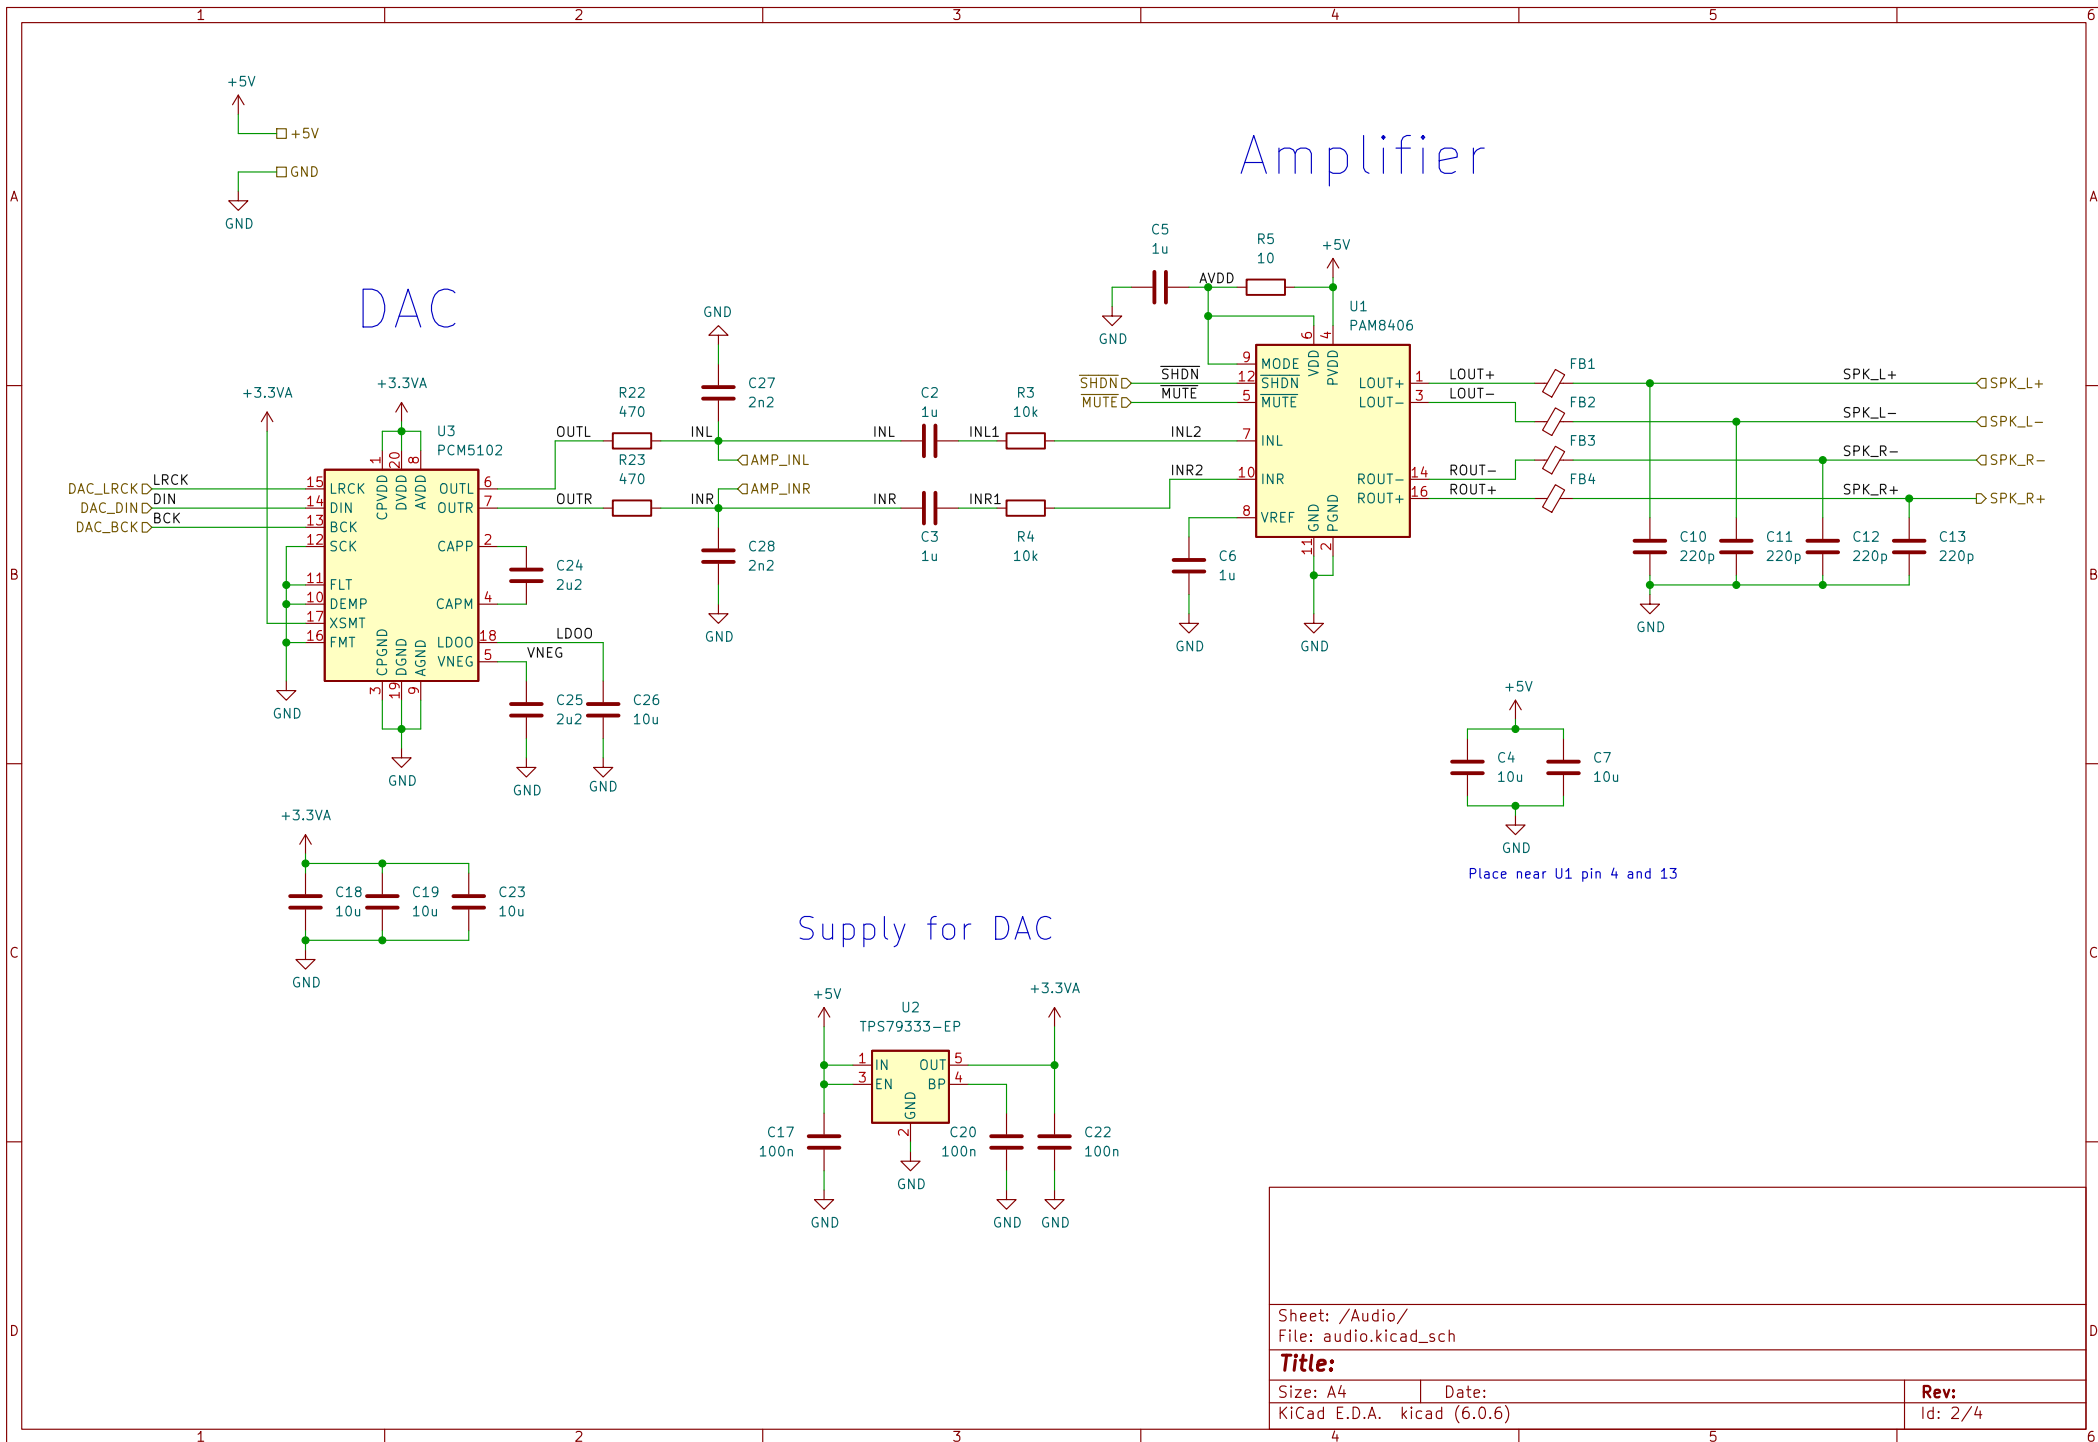 1 2 3 4 5 6
A A
B B
C C
D D
+5V
+5V
GND
GND
DAC
+3.3VA
+3.3VA
U3
PCM5102
DAC_LRCK LRCK
DAC_DIN DIN
DAC_BCK BCK
15 LRCK
14 DIN
13 BCK
12 SCK
11 FLT
10 DEMP
17 XSMT
16 FMT
1 CPVDD
20 DVDD
8 AVDD
OUTL 6
OUTR 7
CAPP 2
CAPM 4
LDOO 18
VNEG 5
3 CPGND
19 DGND
9 AGND
GND
GND
OUTL
OUTR
C24
2u2
LDOO
VNEG
C25
2u2
C26
10u
GND
GND
R22
470
R23
470
GND
C27
2n2
INL
AMP_INL
AMP_INR
INR
C28
2n2
GND
INL
C2
1u
INL1
R3
10k
INL2
INR
C3
1u
INR1
R4
10k
INR2
Amplifier
C5
1u
GND
AVDD
R5
10
+5V
U1
PAM8406
SHDN SHDN
MUTE MUTE
9 MODE
12 SHDN
5 MUTE
7 INL
10 INR
8 VREF
6 VDD
4 PVDD
LOUT+ 1
LOUT- 3
ROUT- 14
ROUT+ 16
11 GND
2 PGND
C6
1u
GND
GND
LOUT+
LOUT-
ROUT-
ROUT+
FB1
FB2
FB3
FB4
SPK_L+ SPK_L+
SPK_L- SPK_L-
SPK_R- SPK_R-
SPK_R+ SPK_R+
C10
220p
C11
220p
C12
220p
C13
220p
GND
+5V
C4
10u
C7
10u
GND
Place near U1 pin 4 and 13
+3.3VA
C18
10u
C19
10u
C23
10u
GND
Supply for DAC
+5V
U2
TPS79333-EP
+3.3VA
1 IN
3 EN
OUT 5
BP 4
GND
2
GND
C17
100n
C20
100n
C22
100n
GND
GND
GND
Sheet: /Audio/
File: audio.kicad_sch
Title:
Size: A4 Date: Rev:
KiCad E.D.A. kicad (6.0.6) Id: 2/4
1 2 3 4 5 6